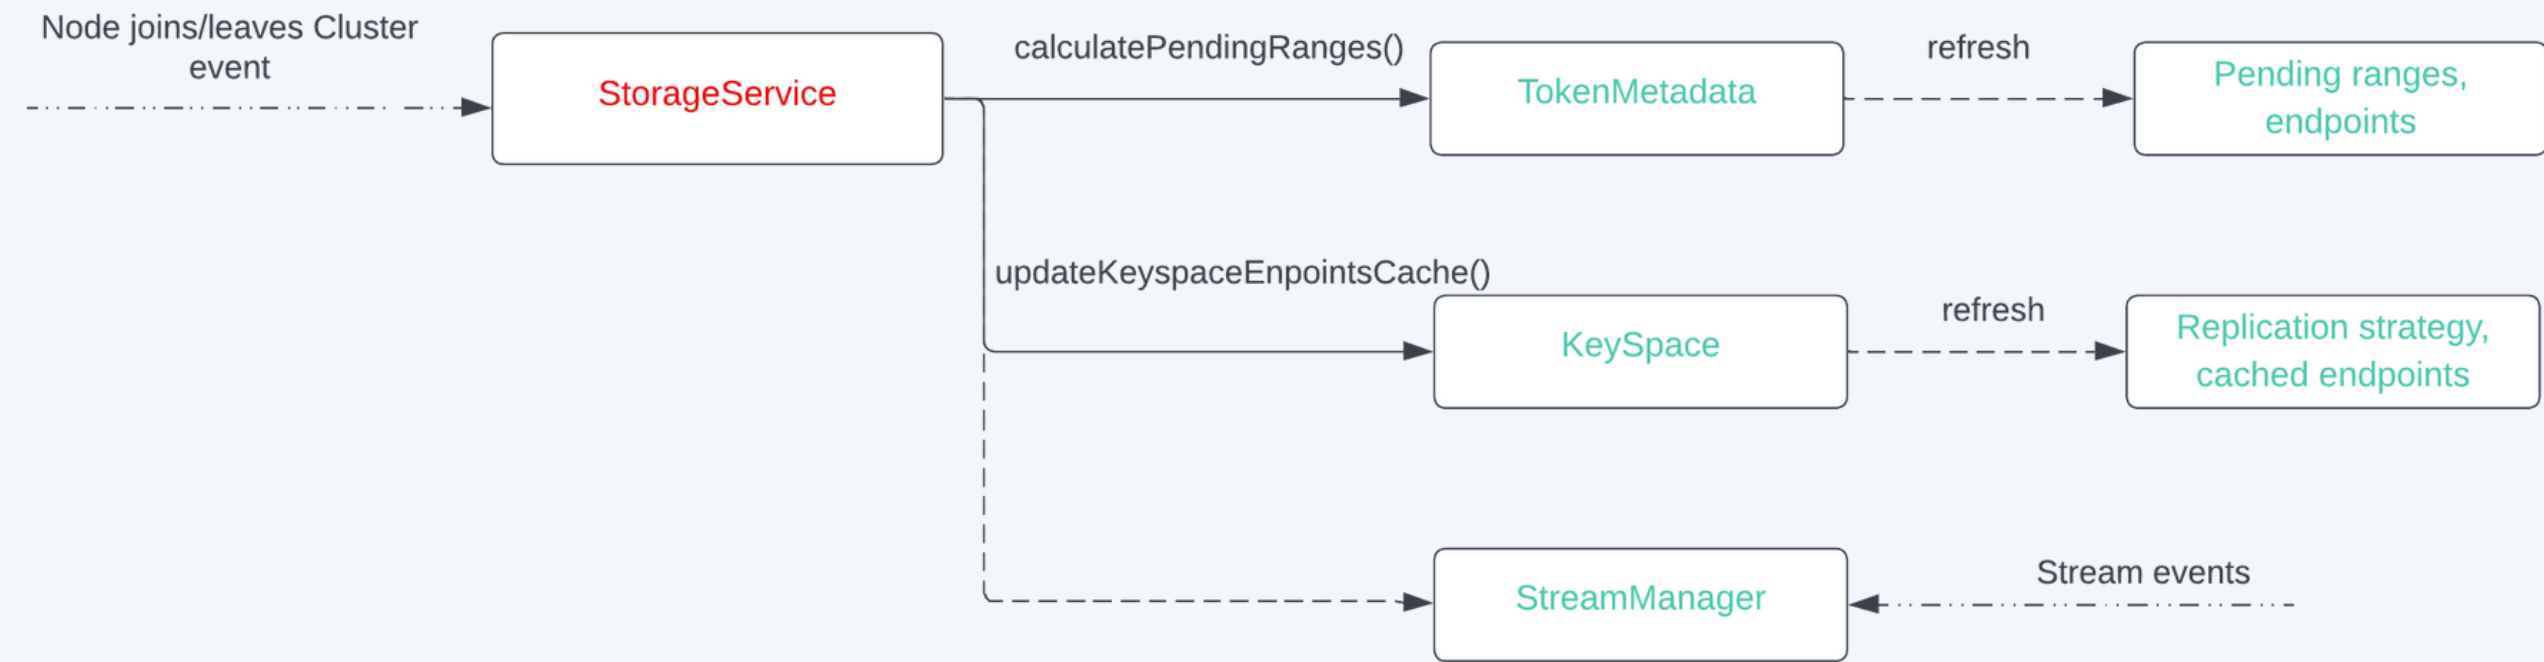 Node joins/leaves Cluster
event
StorageService
calculatePendingRanges()
TokenMetadata
refresh
Pending ranges,
endpoints
updateKeyspaceEnpointsCache()
KeySpace
refresh
Replication strategy,
cached endpoints
StreamManager
Stream events